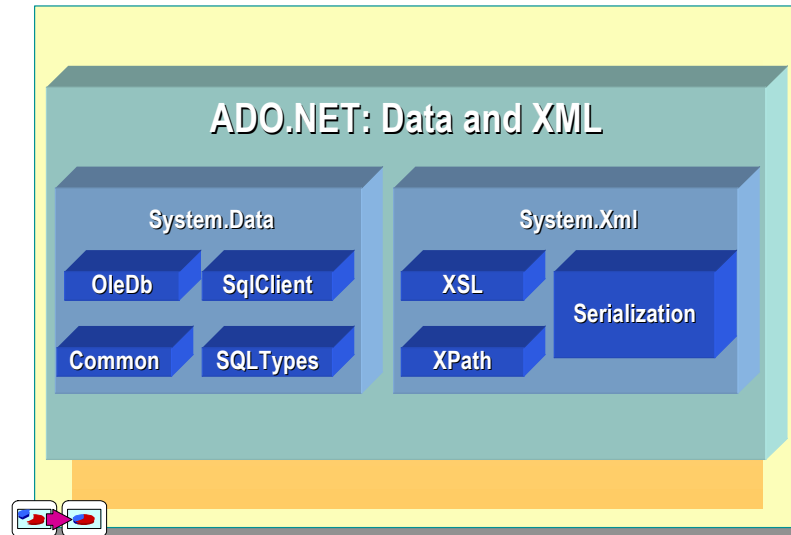 ADO.NET: Data and XML
System.Data
OleDb
SqlClient
Common
SQLTypes
System.Xml
XSL
Serialization
XPath